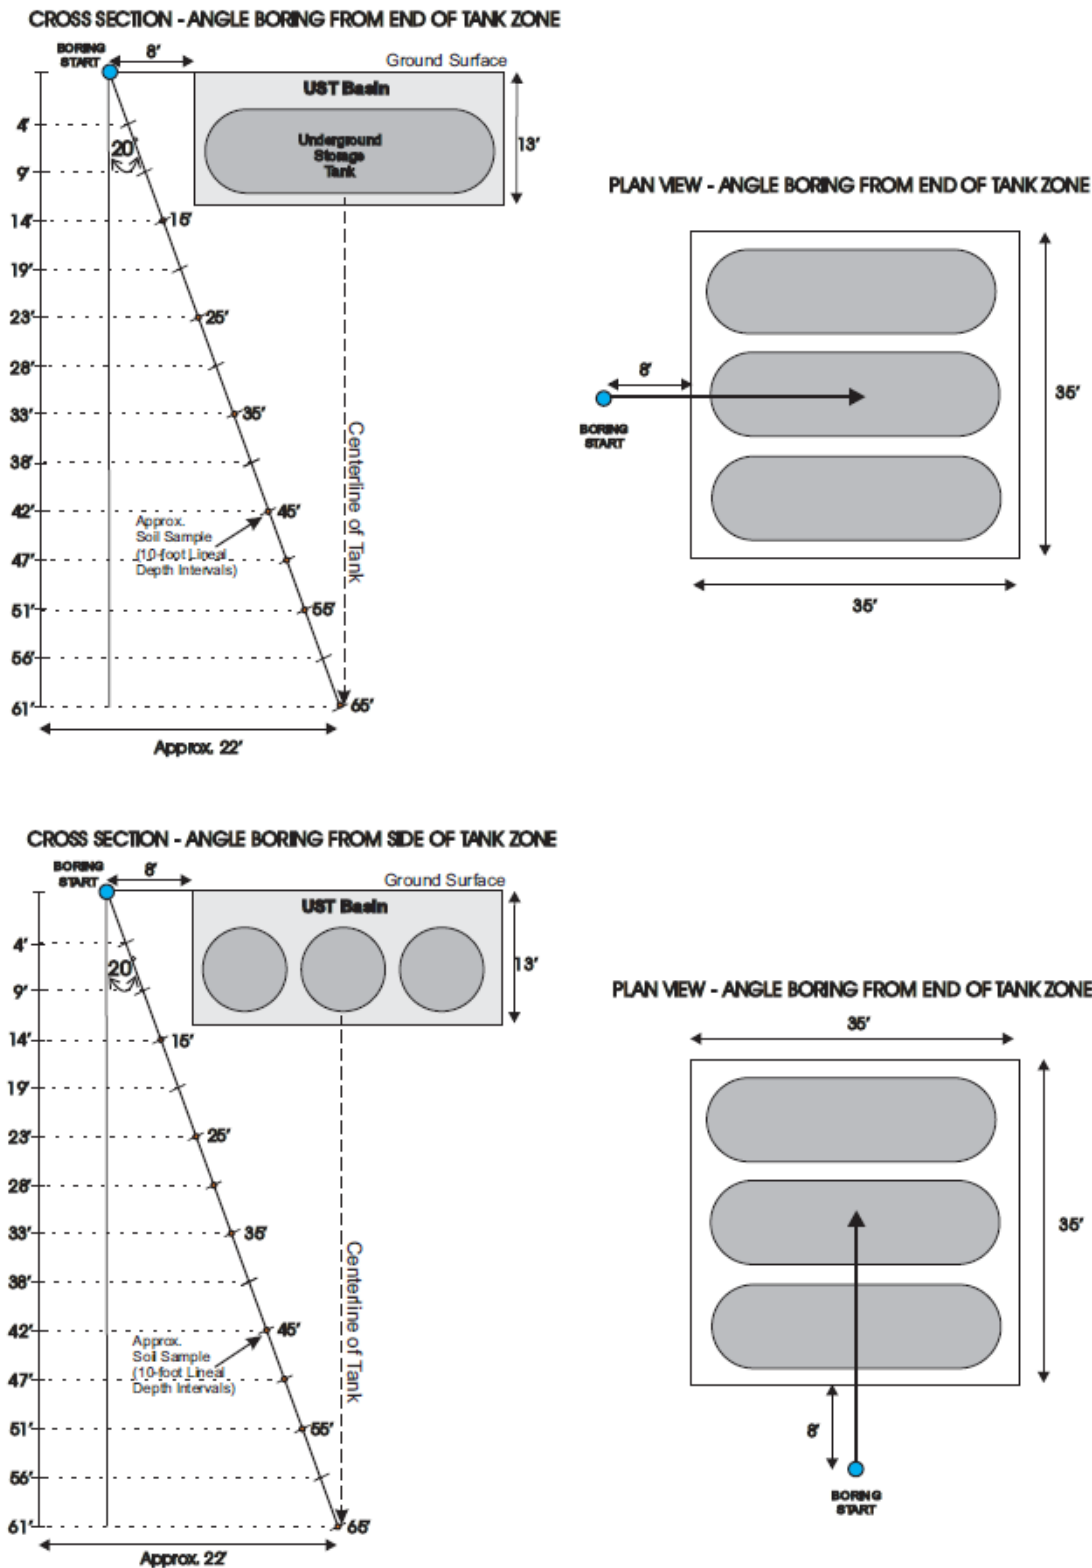 CROSS SECTION - ANGLE BORING FROM END OF TANK ZONE
BORING
START
8'
Ground Surface
UST Basin
Underground
Storage
Tank
13'
4'
20°
9'
14'
15'
19'
23'
25'
28'
33'
35'
38'
42'
45'
Approx.
Soil Sample
(10-foot Lineal
Depth Intervals)
47'
51'
55'
56'
61'
65'
Centerline of Tank
Approx. 22'
PLAN VIEW - ANGLE BORING FROM END OF TANK ZONE
8'
BORING
START
35'
35'
CROSS SECTION - ANGLE BORING FROM SIDE OF TANK ZONE
BORING
START
8'
Ground Surface
UST Basin
13'
4'
20°
9'
14'
15'
19'
23'
25'
28'
33'
35'
38'
42'
45'
Approx.
Soil Sample
(10-foot Lineal
Depth Intervals)
47'
51'
55'
56'
61'
65'
Centerline of Tank
Approx. 22'
PLAN VIEW - ANGLE BORING FROM END OF TANK ZONE
35'
35'
8'
BORING
START